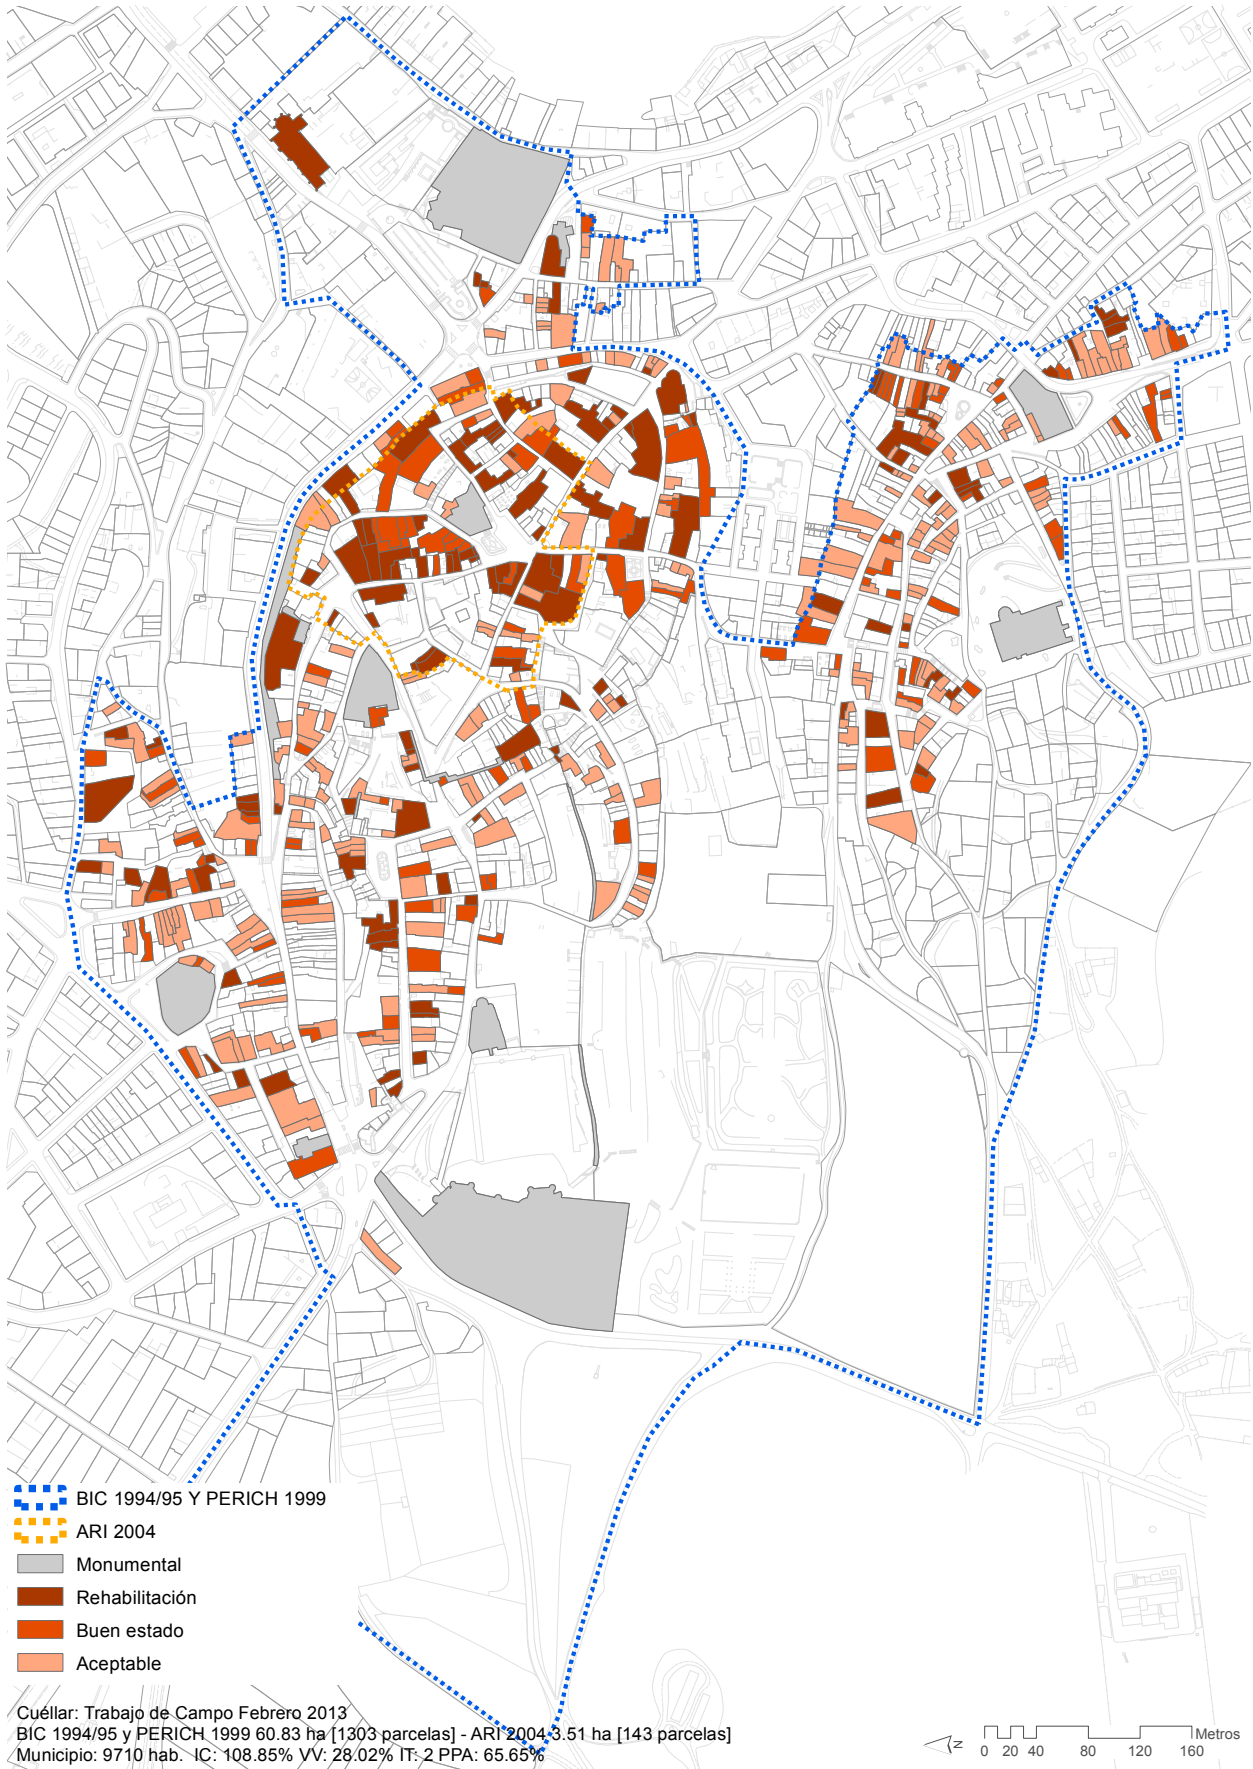 BIC 1994/95 Y PERICH 1999
ARI 2004
Monumental
Rehabilitación
Buen estado
Aceptable
Cuéllar: Trabajo de Campo Febrero 2013
BIC 1994/95 y PERICH 1999 60.83 ha [1303 parcelas] - ARI 2004 3.51 ha [143 parcelas]
Municipio: 9710 hab. IC: 108.85% VV: 28.02% IT: 2 PPA: 65.65%
N
Metros
0 20 40 80 120 160